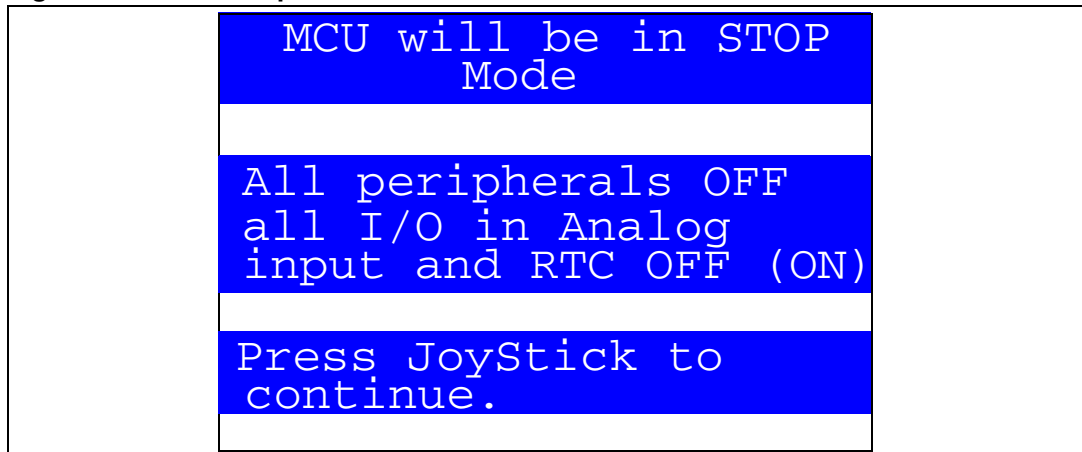 MCU will be in STOP
Mode
All peripherals OFF
all I/O in Analog
input and RTC OFF (ON)
Press JoyStick to
continue.